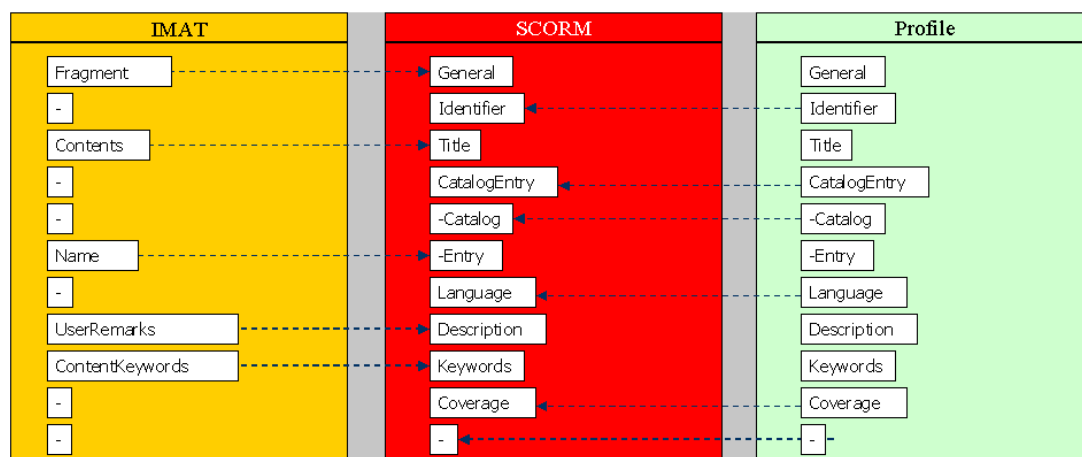 IMAT SCORM Profile
Fragment General General
- Identifier Identifier
Contents Title Title
- CatalogEntry CatalogEntry
- -Catalog -Catalog
Name -Entry -Entry
- Language Language
UserRemarks Description Description
ContentKeywords Keywords Keywords
- Coverage Coverage
- - -